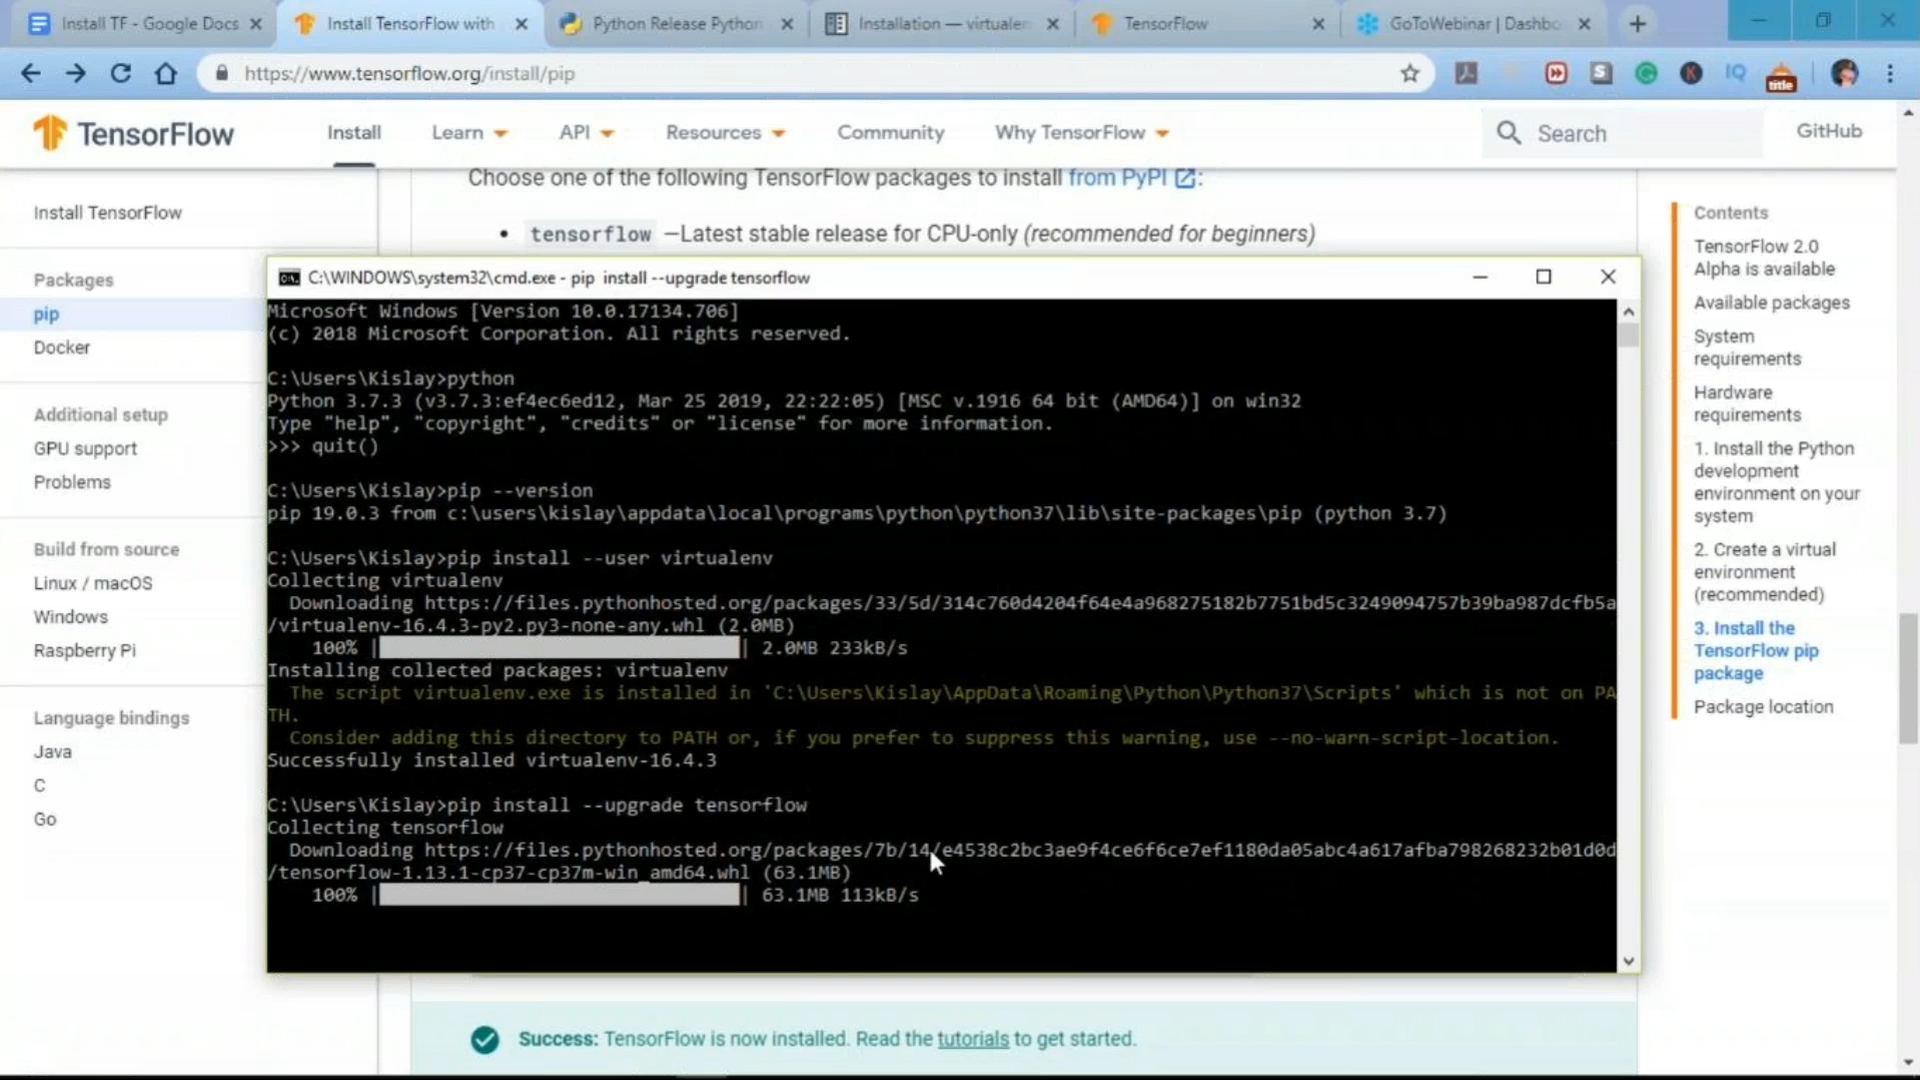 Install TF - Google Docs
Install TensorFlow with
Python Release Python
Installation — virtualen
TensorFlow
GoToWebinar | Dashbo
https://www.tensorflow.org/install/pip
title
TensorFlow
Install
Learn
API
Resources
Community
Why TensorFlow
Search
GitHub
Install TensorFlow
Packages
pip
Docker
Additional setup
GPU support
Problems
Build from source
Linux / macOS
Windows
Raspberry Pi
Language bindings
Java
C
Go
Choose one of the following TensorFlow packages to install from PyPI:
• tensorflow —Latest stable release for CPU-only (recommended for beginners)
C:\WINDOWS\system32\cmd.exe - pip install --upgrade tensorflow
Microsoft Windows [Version 10.0.17134.706]
(c) 2018 Microsoft Corporation. All rights reserved.
C:\Users\Kislay>python
Python 3.7.3 (v3.7.3:ef4ec6ed12, Mar 25 2019, 22:22:05) [MSC v.1916 64 bit (AMD64)] on win32
Type "help", "copyright", "credits" or "license" for more information.
>>> quit()
C:\Users\Kislay>pip --version
pip 19.0.3 from c:\users\kislay\appdata\local\programs\python\python37\lib\site-packages\pip (python 3.7)
C:\Users\Kislay>pip install --user virtualenv
Collecting virtualenv
Downloading https://files.pythonhosted.org/packages/33/5d/314c760d4204f64e4a968275182b7751bd5c3249094757b39ba987dcfb5a
/virtualenv-16.4.3-py2.py3-none-any.whl (2.0MB)
100% | | 2.0MB 233kB/s
Installing collected packages: virtualenv
The script virtualenv.exe is installed in 'C:\Users\Kislay\AppData\Roaming\Python\Python37\Scripts' which is not on PA
TH.
Consider adding this directory to PATH or, if you prefer to suppress this warning, use --no-warn-script-location.
Successfully installed virtualenv-16.4.3
C:\Users\Kislay>pip install --upgrade tensorflow
Collecting tensorflow
Downloading https://files.pythonhosted.org/packages/7b/14/e4538c2bc3ae9f4ce6f6ce7ef1180da05abc4a617afba798268232b01d0d
/tensorflow-1.13.1-cp37-cp37m-win_amd64.whl (63.1MB)
100% | | 63.1MB 113kB/s
Success: TensorFlow is now installed. Read the tutorials to get started.
Contents
TensorFlow 2.0
Alpha is available
Available packages
System
requirements
Hardware
requirements
1. Install the Python
development
environment on your
system
2. Create a virtual
environment
(recommended)
3. Install the
TensorFlow pip
package
Package location